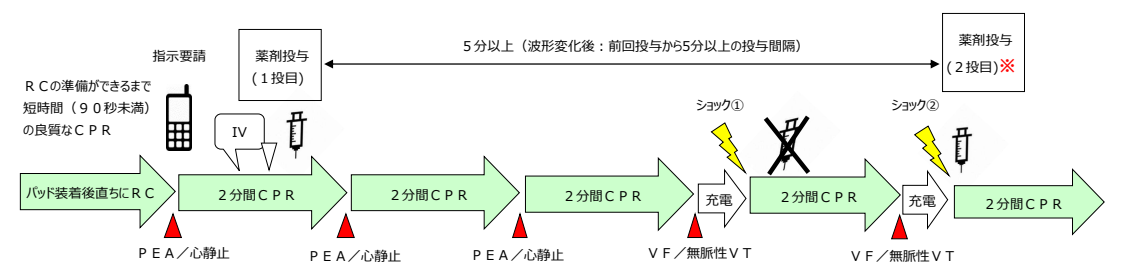 5分以上(波形変化後:前回投与から5分以上の投与間隔)
指示要請
薬剤投与
(1投目)
薬剤投与
(2投目)※
RCの準備ができるまで
短時間(90秒未満)
の良質なCPR
IV
ショック①
ショック②
パッド装着後直ちにRC
2分間CPR
2分間CPR
2分間CPR
充電
2分間CPR
充電
2分間CPR
PEA/心静止
PEA/心静止
PEA/心静止
VF/無脈性VT
VF/無脈性VT